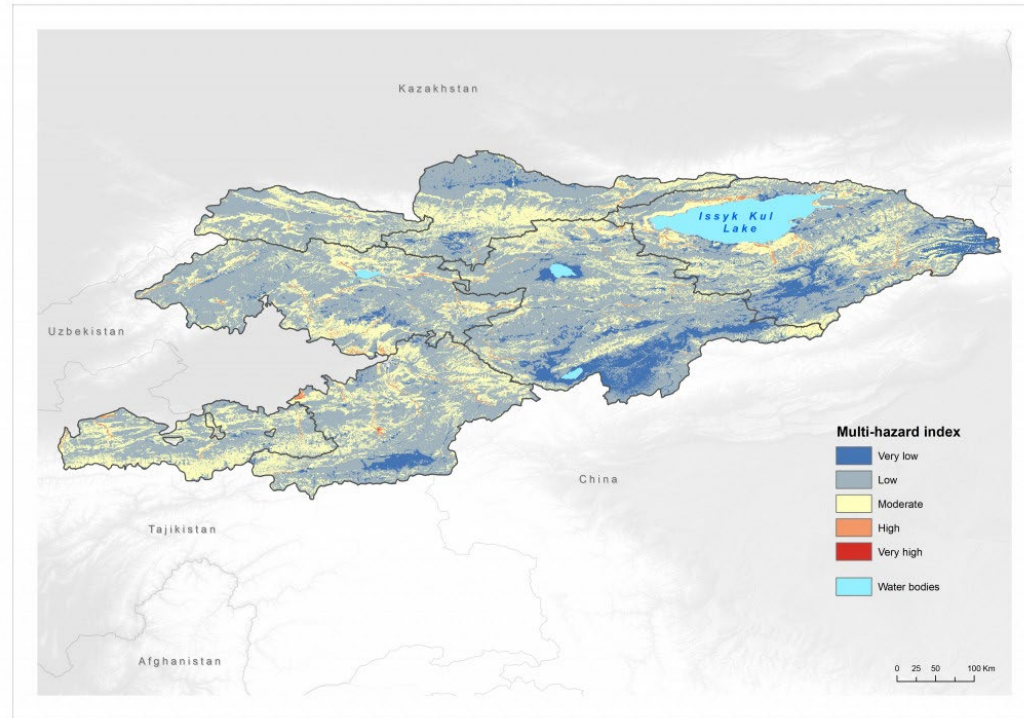 Kazakhstan
Issyk Kul
Lake
Uzbekistan
China
Tajikistan
Afghanistan
Multi-hazard index
Very low
Low
Moderate
High
Very high
Water bodies
0 25 50 100 Km